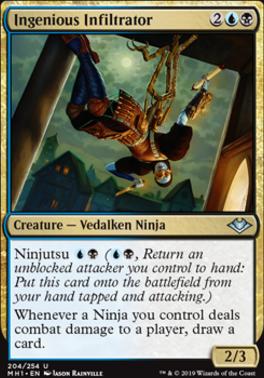 Ingenious Infiltrator 2
Creature — Vedalken Ninja
Ninjutsu (, Return an
unblocked attacker you control to hand:
Put this card onto the battlefield from
your hand tapped and attacking.)
Whenever a Ninja you control deals
combat damage to a player, draw a
card.
2/3
204/254 U
MH1 • EN Jason Rainville
™ & © 2019 Wizards of the Coast